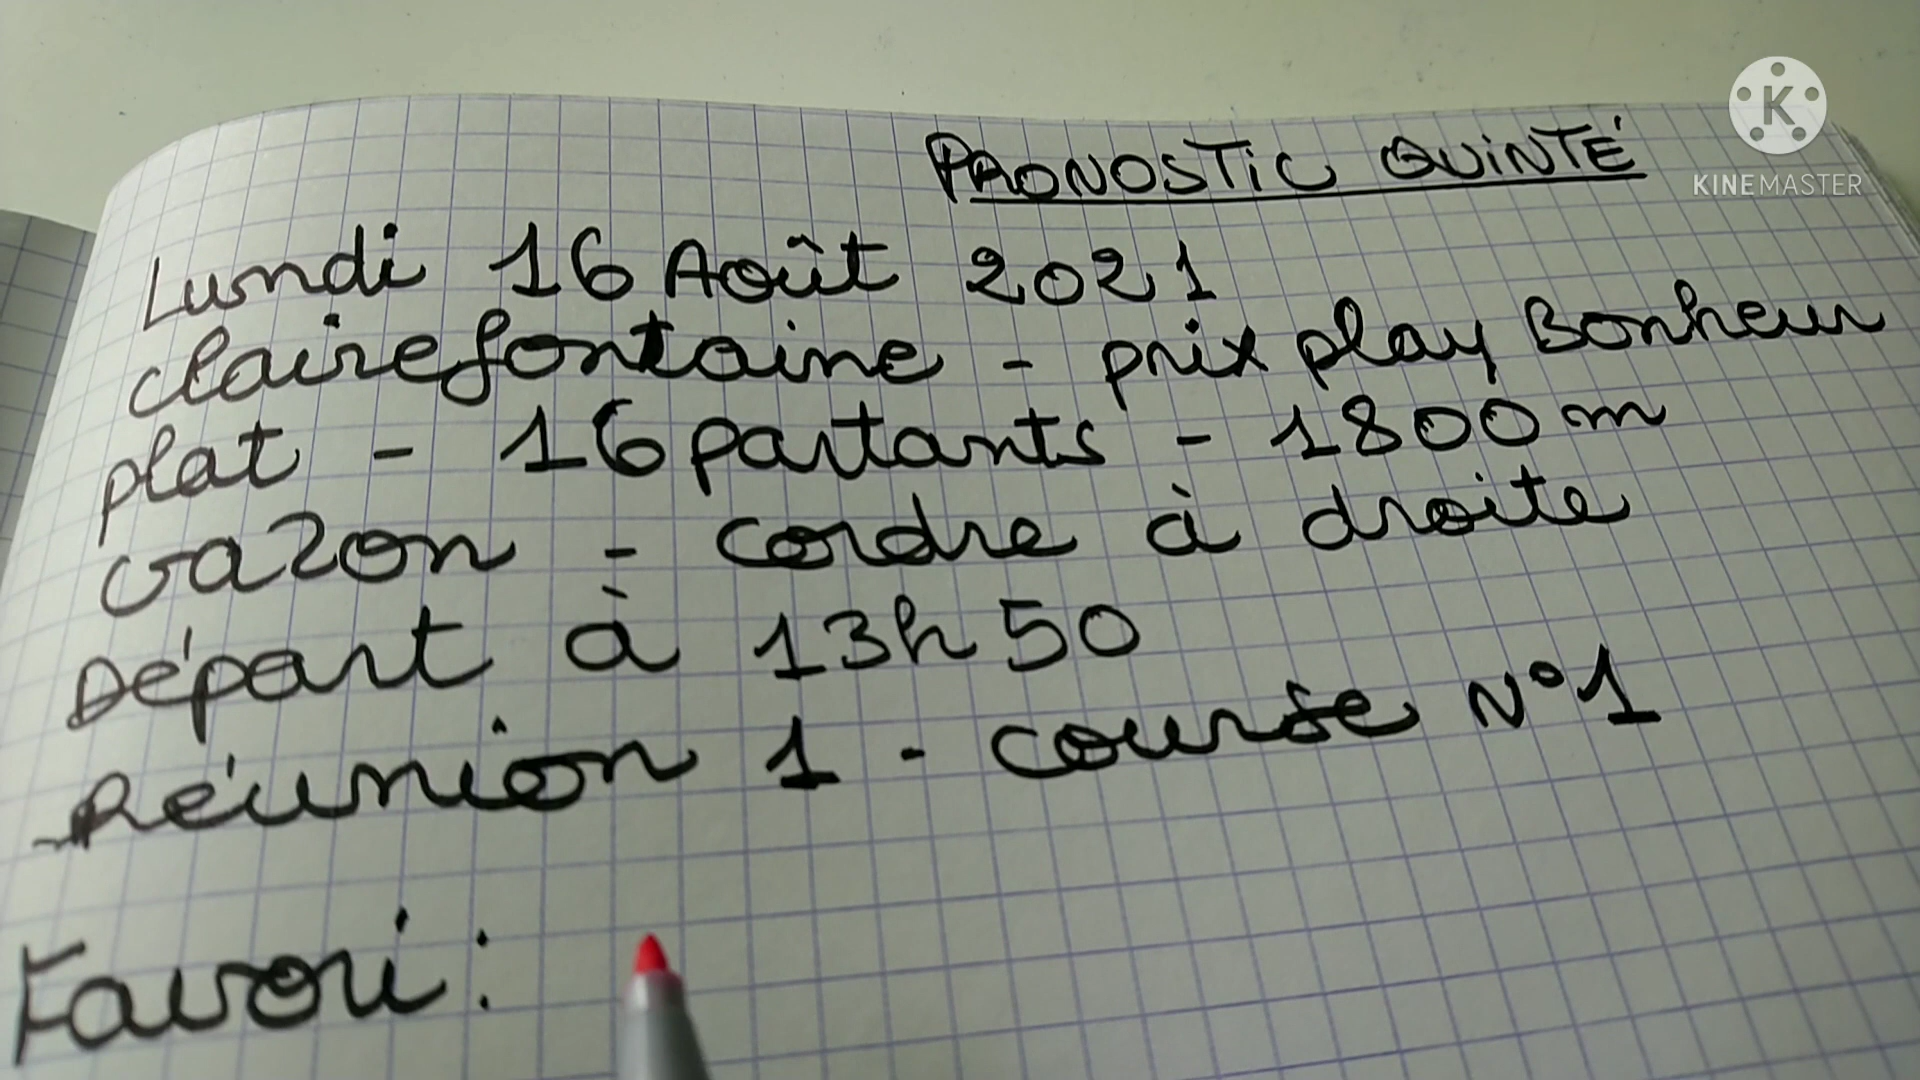 PRONOSTIC QUINTÉ
Lundi 16 Août 2021
Clairefontaine - prix play Bonheur
plat - 16 partants - 1800 m
Gazon - cordre à droite
Départ à 13h50
Réunion 1 - course N°1
Favori :
K
KINEMASTER